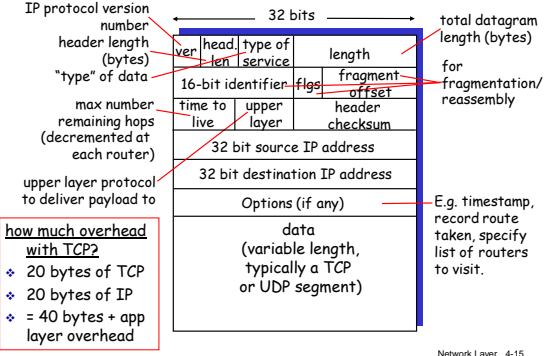 IP protocol version
number
header length
(bytes)
"type" of data
max number
remaining hops
(decremented at
each router)
upper layer protocol
to deliver payload to
how much overhead
with TCP?
20 bytes of TCP
20 bytes of IP
= 40 bytes + app
layer overhead
32 bits
ver
head.
len
type of
service
length
16-bit identifier
flgs
fragment
offset
time to
live
upper
layer
header
checksum
32 bit source IP address
32 bit destination IP address
Options (if any)
data
(variable length,
typically a TCP
or UDP segment)
total datagram
length (bytes)
for
fragmentation/
reassembly
E.g. timestamp,
record route
taken, specify
list of routers
to visit.
Network Layer 4-15